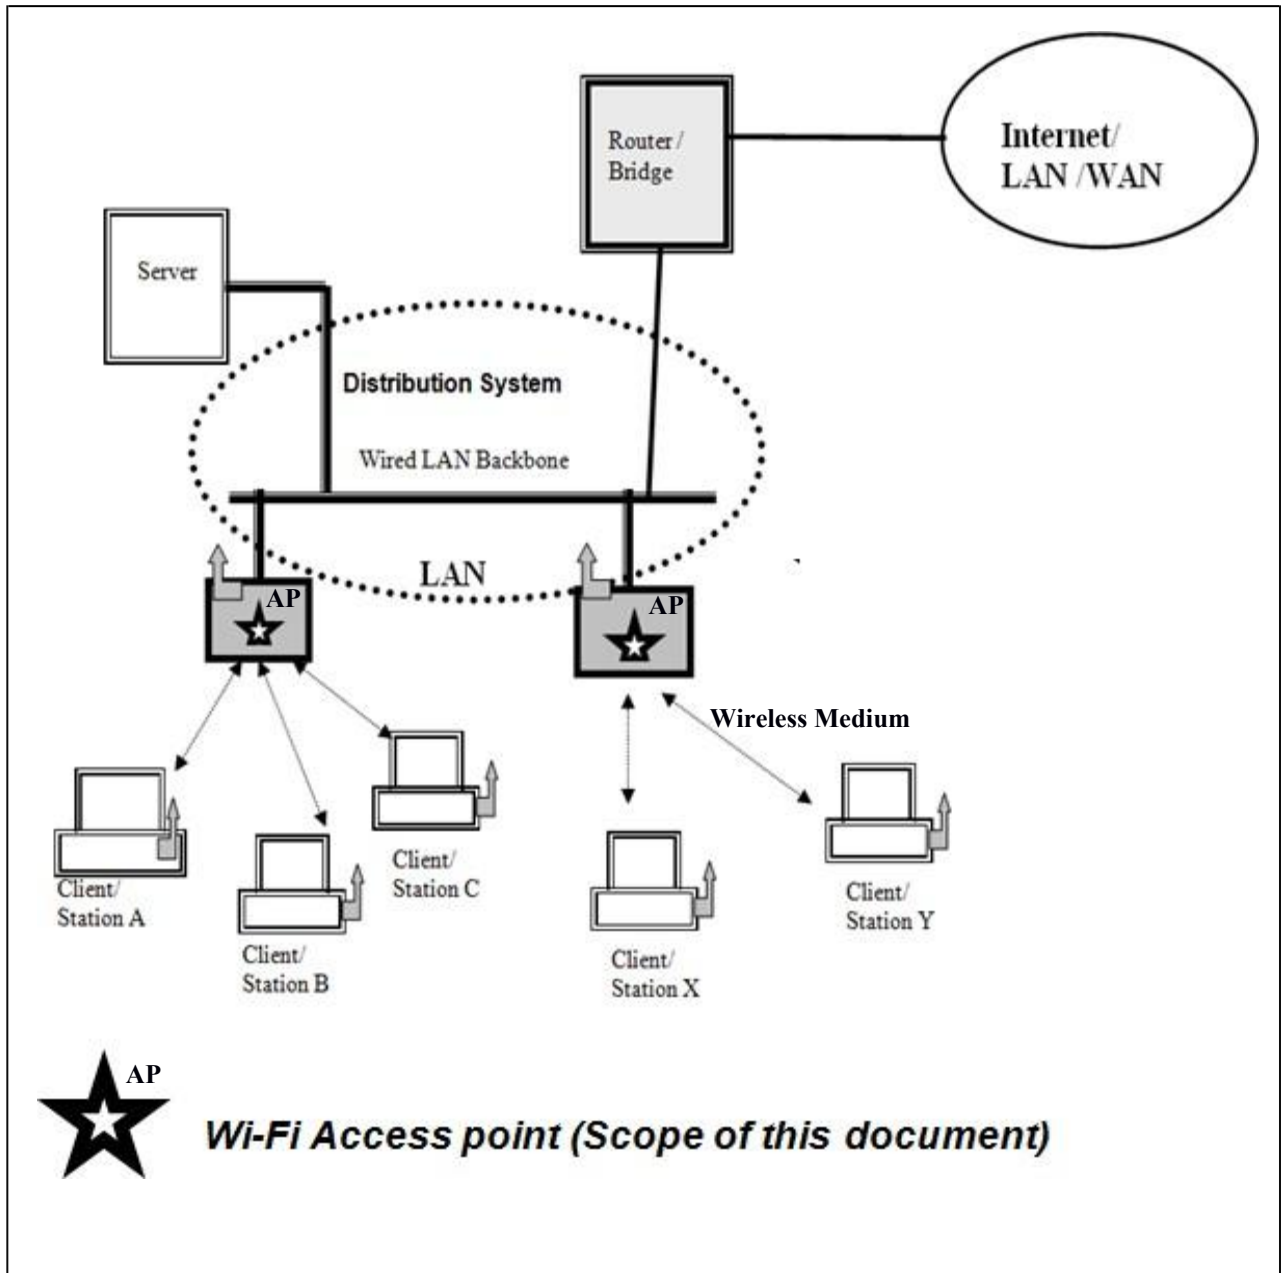 Router /
Bridge
Internet/
LAN /WAN
Server
Distribution System
Wired LAN Backbone
LAN
AP
AP
Wireless Medium
Client/
Station A
Client/
Station B
Client/
Station C
Client/
Station X
Client/
Station Y
AP
Wi-Fi Access point (Scope of this document)